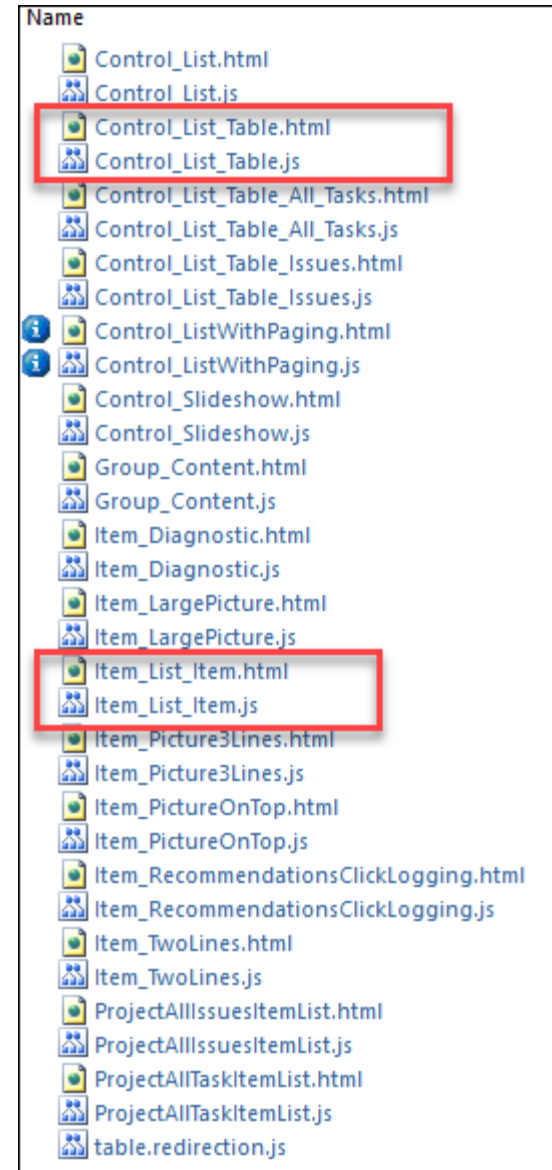 Name
Control_List.html
Control_List.js
Control_List_Table.html
Control_List_Table.js
Control_List_Table_All_Tasks.html
Control_List_Table_All_Tasks.js
Control_List_Table_Issues.html
Control_List_Table_Issues.js
Control_ListWithPaging.html
Control_ListWithPaging.js
Control_Slideshow.html
Control_Slideshow.js
Group_Content.html
Group_Content.js
Item_Diagnostic.html
Item_Diagnostic.js
Item_LargePicture.html
Item_LargePicture.js
Item_List_Item.html
Item_List_Item.js
Item_Picture3Lines.html
Item_Picture3Lines.js
Item_PictureOnTop.html
Item_PictureOnTop.js
Item_RecommendationsClickLogging.html
Item_RecommendationsClickLogging.js
Item_TwoLines.html
Item_TwoLines.js
ProjectAllIssuesItemList.html
ProjectAllIssuesItemList.js
ProjectAllTaskItemList.html
ProjectAllTaskItemList.js
table.redirection.js